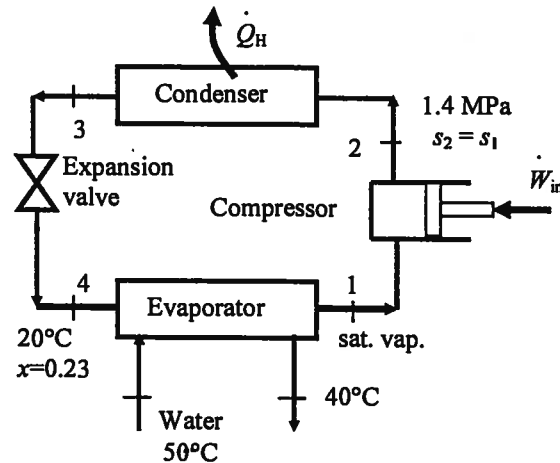 Q̇H
Condenser
1.4 MPa
s2 = s1
3
2
Expansion
valve
Compressor
Ẇin
4
Evaporator
1
20°C
x=0.23
sat. vap.
Water
50°C
40°C